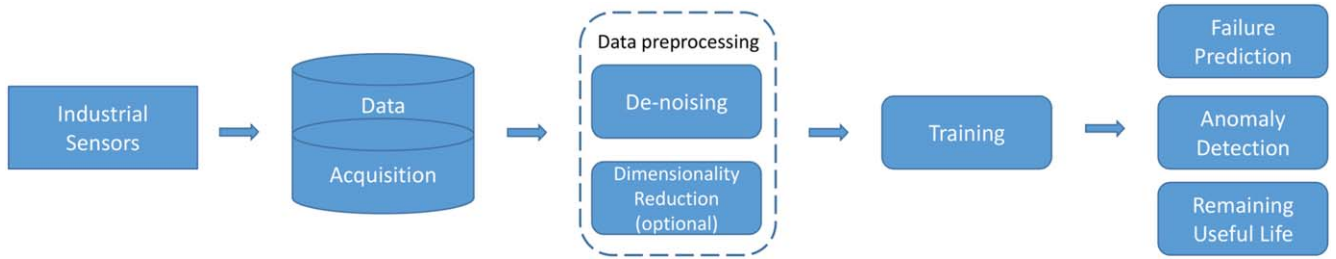 Industrial
Sensors
Data
Acquisition
Data preprocessing
De-noising
Dimensionality
Reduction
(optional)
Training
Failure
Prediction
Anomaly
Detection
Remaining
Useful Life